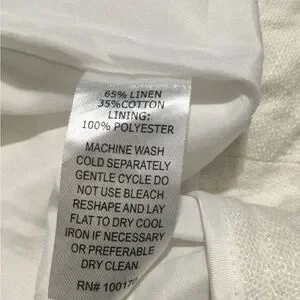 65% LINEN
35%COTTON
LINING:
100% POLYESTER
MACHINE WASH
COLD SEPARATELY
GENTLE CYCLE DO
NOT USE BLEACH
RESHAPE AND LAY
FLAT TO DRY COOL
IRON IF NECESSARY
OR PREFERABLE
DRY CLEAN
RN#